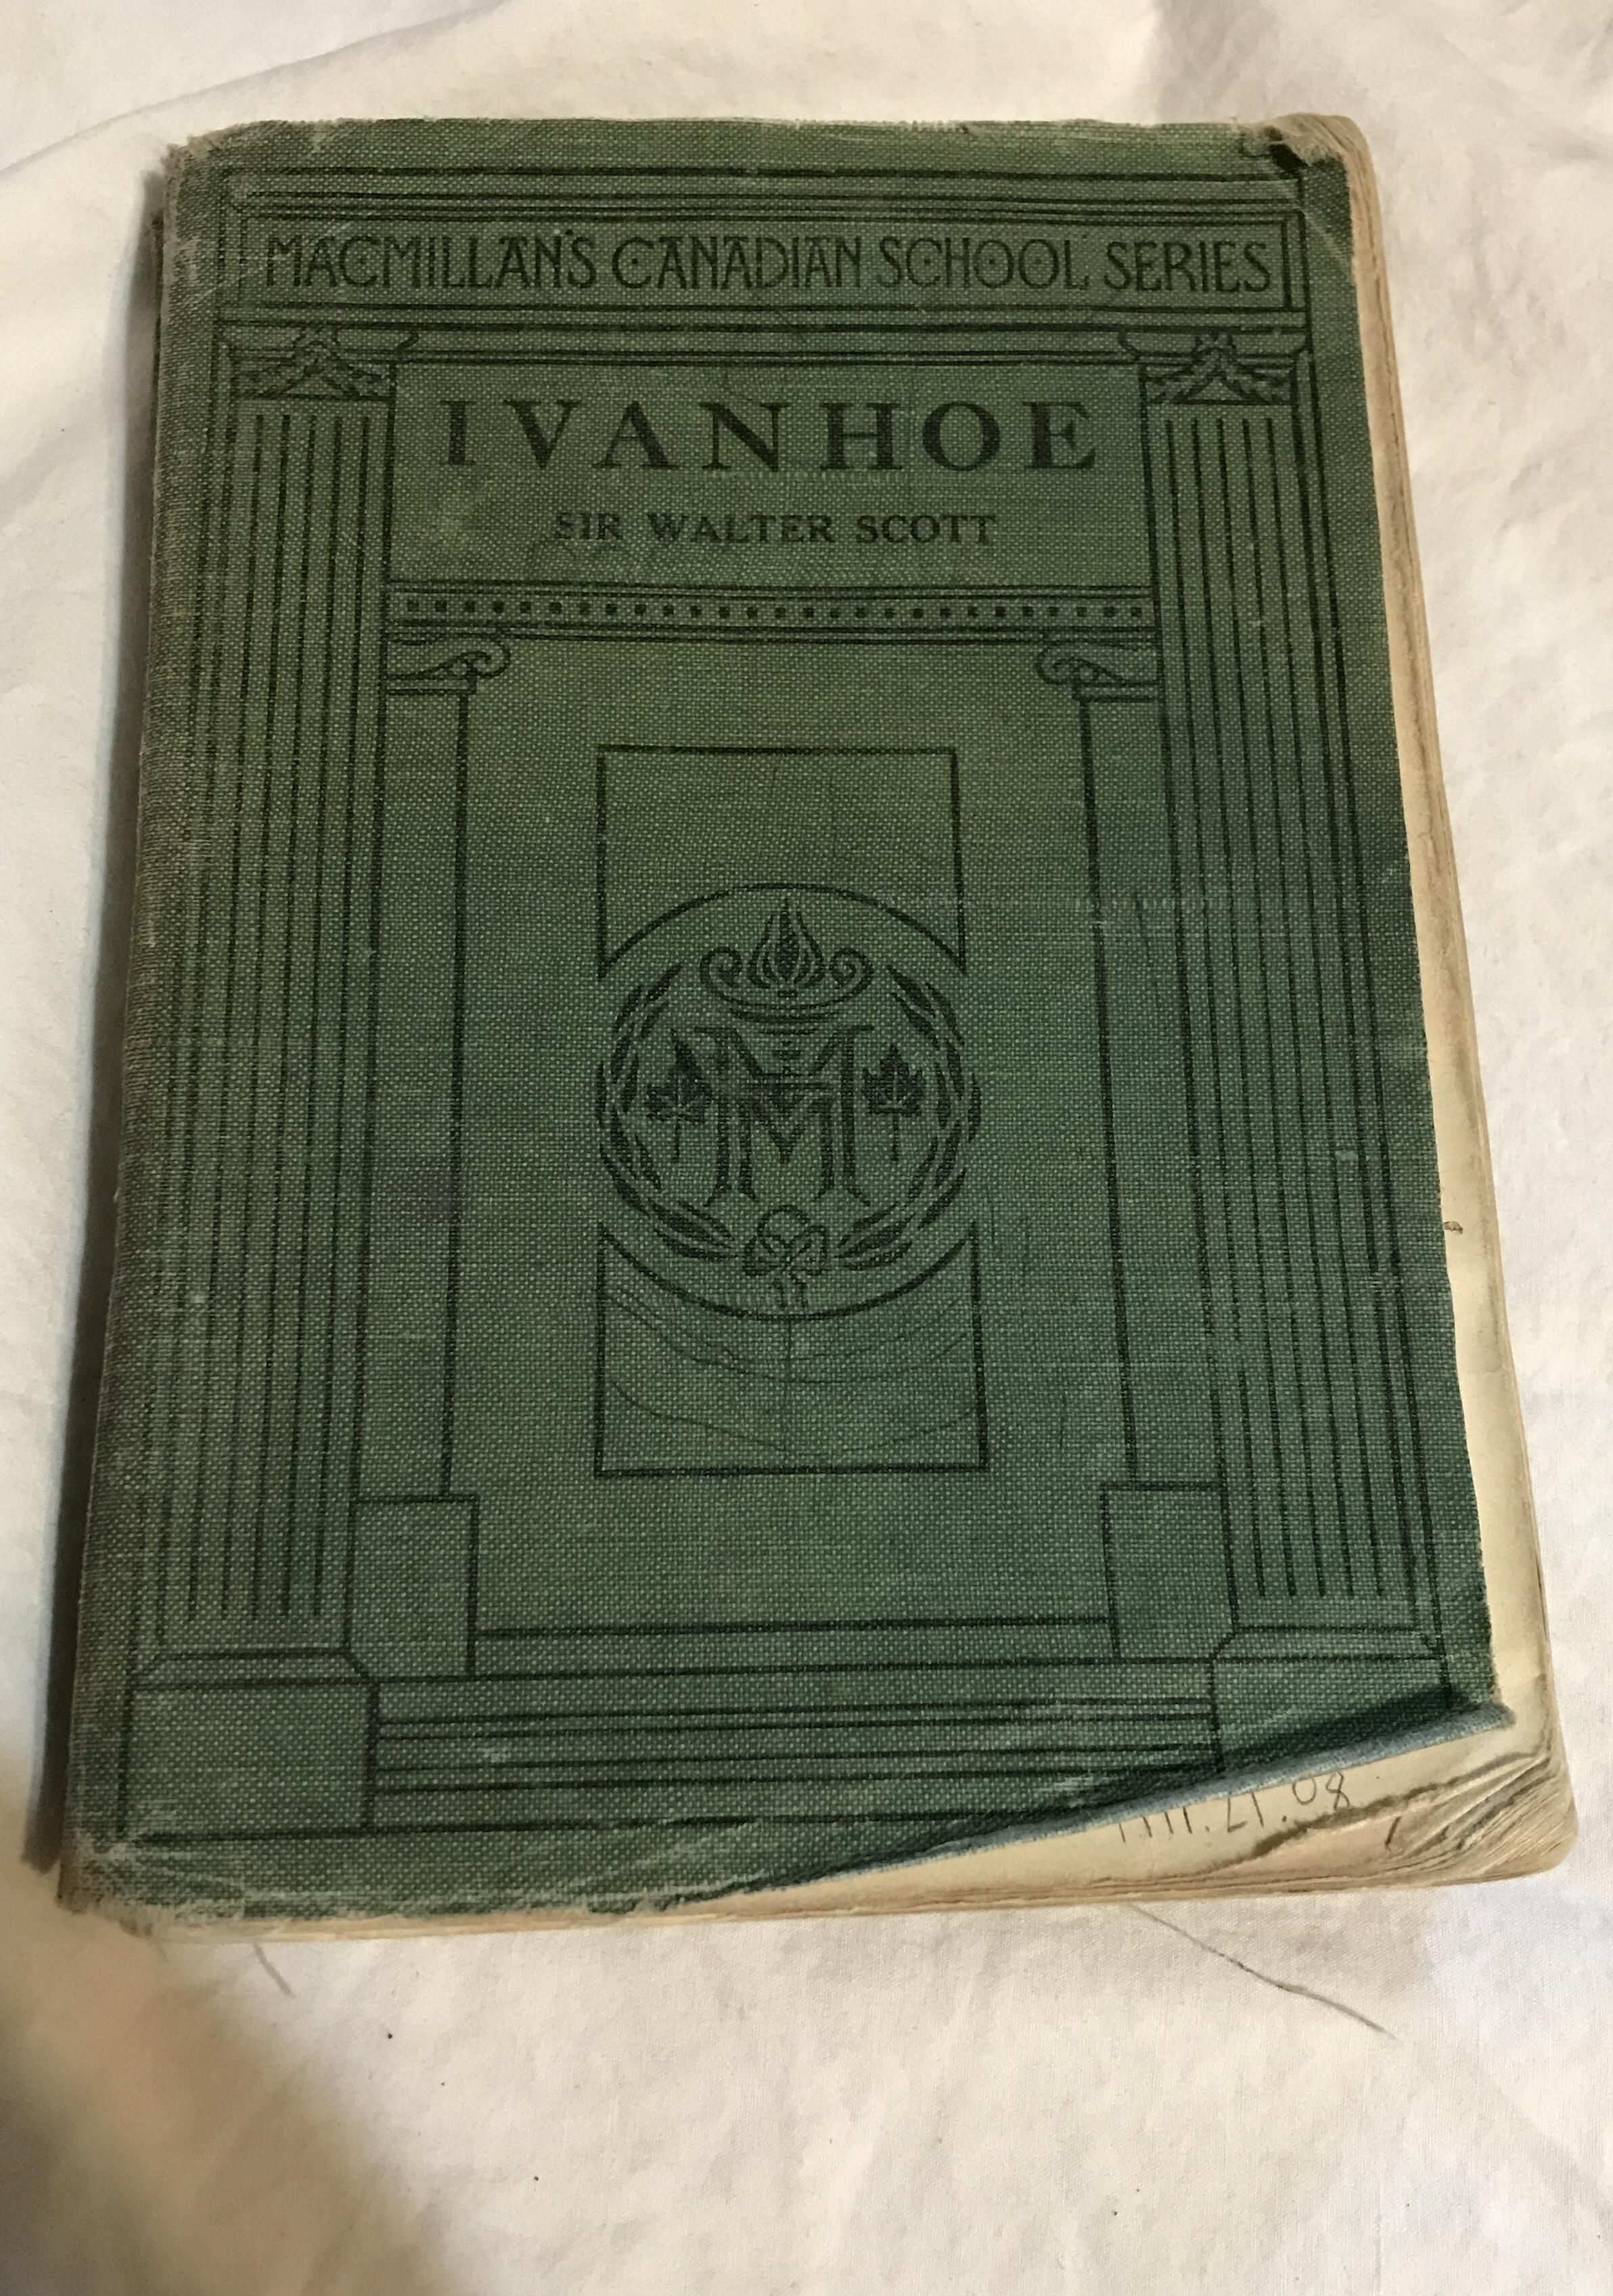 MACMILLAN'S CANADIAN SCHOOL SERIES
IVANHOE
SIR WALTER SCOTT
M